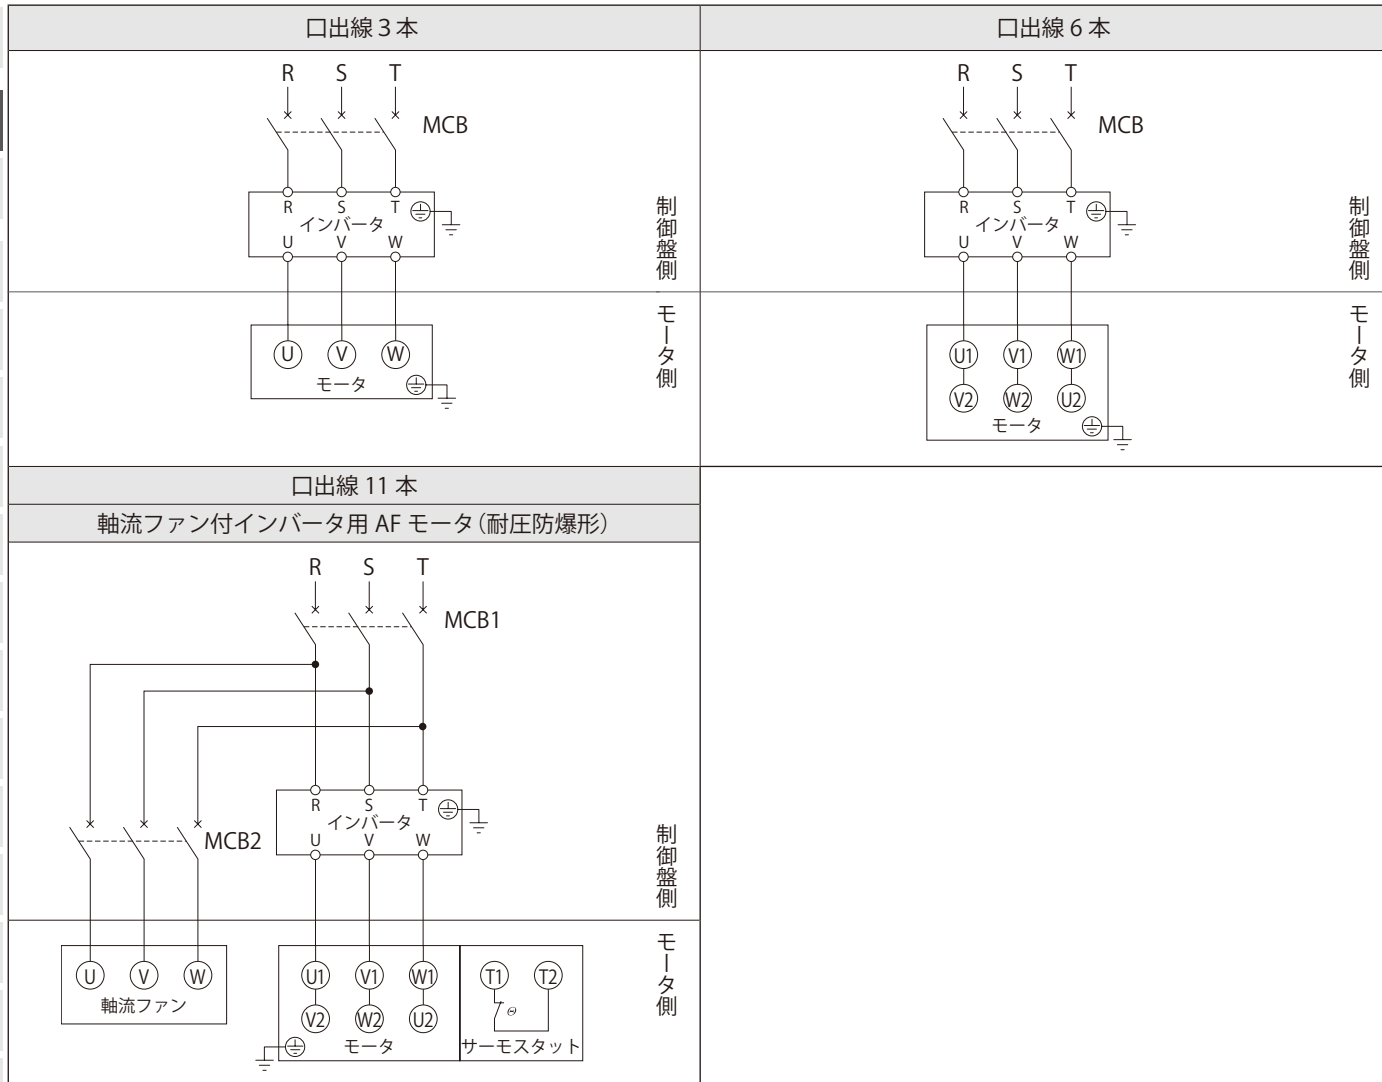 口出線 3 本
R S T
MCB
R S T
インバータ
U V W
制御盤側
モータ側
U V W
モータ
口出線 6 本
R S T
MCB
R S T
インバータ
U V W
制御盤側
モータ側
U1 V1 W1
V2 W2 U2
モータ
口出線 11 本
軸流ファン付インバータ用 AF モータ（耐圧防爆形）
R S T
MCB1
MCB2
R S T
インバータ
U V W
制御盤側
モータ側
U V W
軸流ファン
U1 V1 W1
V2 W2 U2
モータ
T1 T2
Θ
サーモスタット